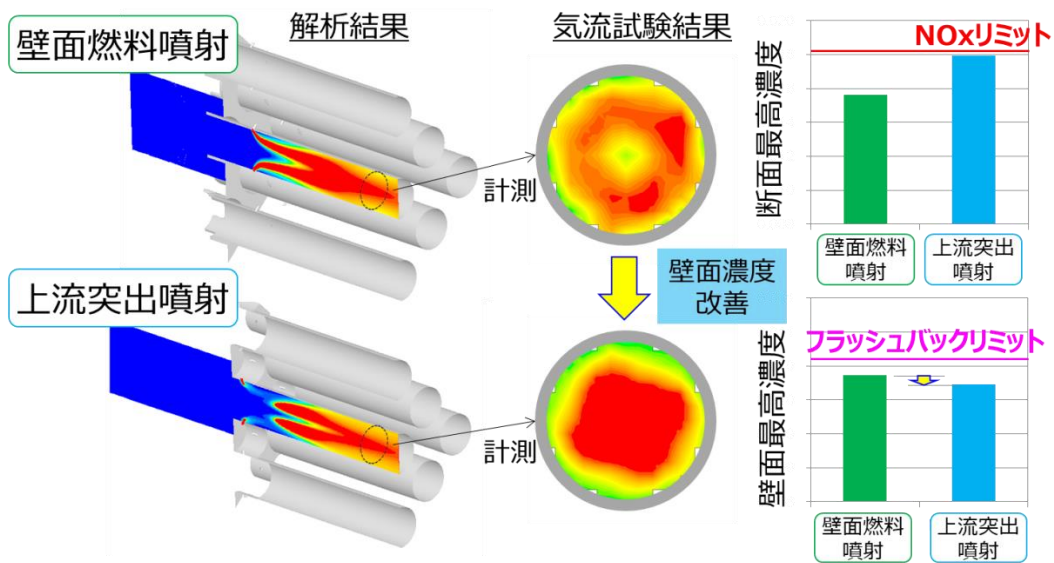 壁面燃料噴射
解析結果
気流試験結果
計測
上流突出噴射
計測
壁面濃度
改善
NOxリミット
断面最高濃度
壁面燃料
噴射
上流突出
噴射
フラッシュバックリミット
壁面最高濃度
壁面燃料
噴射
上流突出
噴射